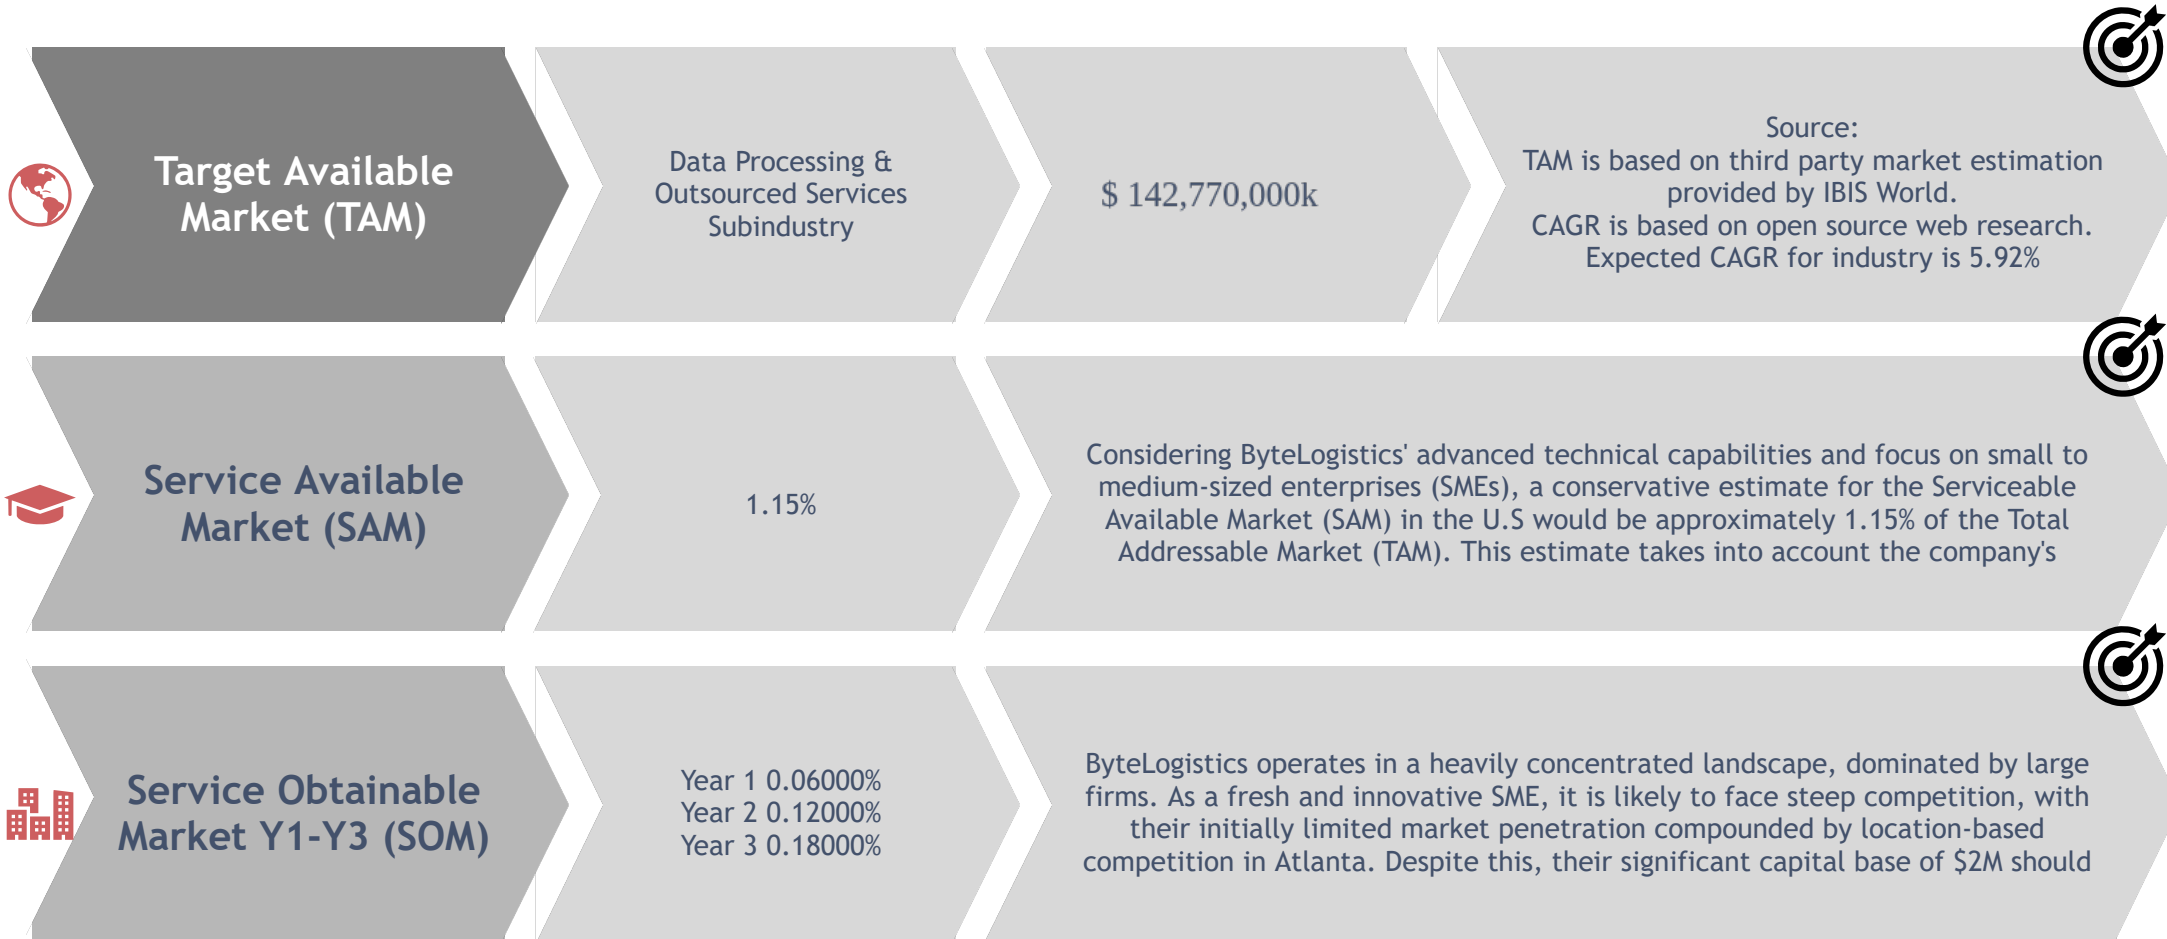 Target Available
Market (TAM)
Data Processing &
Outsourced Services
Subindustry
$ 142,770,000k
Source:
TAM is based on third party market estimation
provided by IBIS World.
CAGR is based on open source web research.
Expected CAGR for industry is 5.92%
Service Available
Market (SAM)
1.15%
Considering ByteLogistics' advanced technical capabilities and focus on small to
medium-sized enterprises (SMEs), a conservative estimate for the Serviceable
Available Market (SAM) in the U.S would be approximately 1.15% of the Total
Addressable Market (TAM). This estimate takes into account the company's
Service Obtainable
Market Y1-Y3 (SOM)
Year 1 0.06000%
Year 2 0.12000%
Year 3 0.18000%
ByteLogistics operates in a heavily concentrated landscape, dominated by large
firms. As a fresh and innovative SME, it is likely to face steep competition, with
their initially limited market penetration compounded by location-based
competition in Atlanta. Despite this, their significant capital base of $2M should